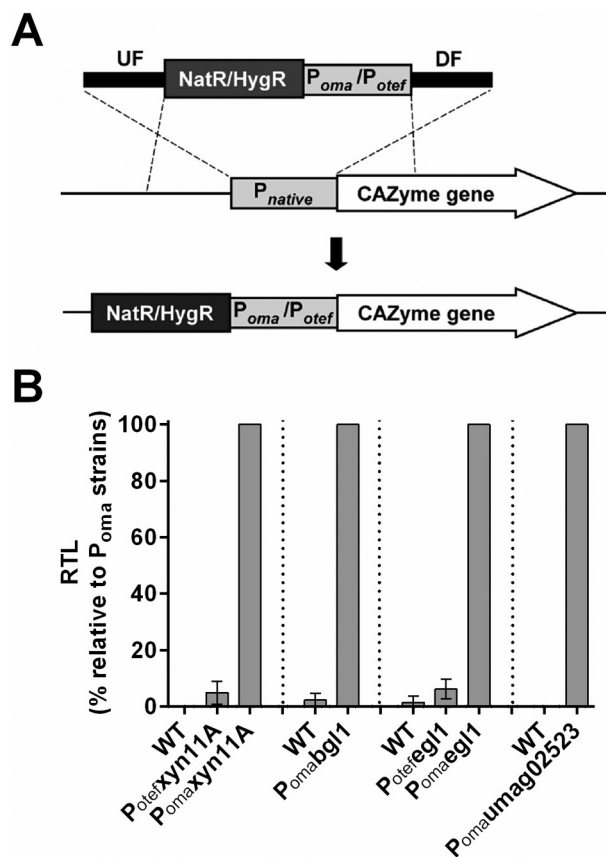 A
UF
DF
NatR/HygR
Poma/Potef
Pnative
CAZyme gene
NatR/HygR
Poma/Potef
CAZyme gene
B
RTL
(% relative to Poma strains)
100
80
60
40
20
0
WT
Potefxyn11A
Pomaxyn11A
WT
Pomabgl1
WT
Potefegl1
Pomaegl1
WT
Pomaumag02523